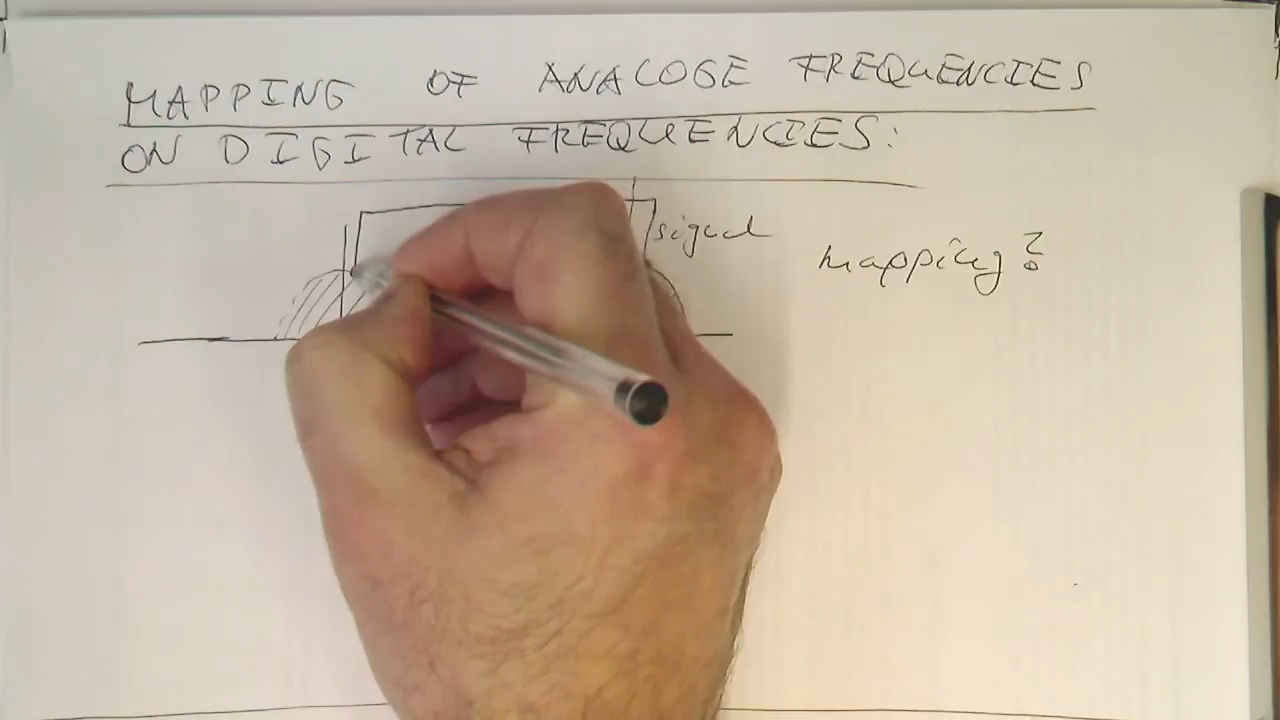 MAPPING OF ANALOGE FREQUENCIES
ON DIGITAL FREQUENCIES:
signal
mapping?